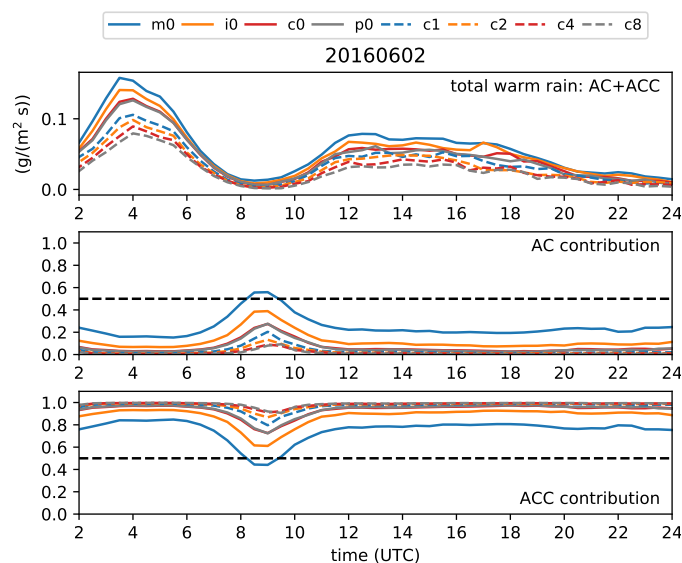 m0 i0 c0 p0 c1 c2 c4 c8
20160602
total warm rain: AC+ACC
(g/(m² s))
0.1
0.0
2 4 6 8 10 12 14 16 18 20 22 24
AC contribution
1.0
0.8
0.6
0.4
0.2
0.0
2 4 6 8 10 12 14 16 18 20 22 24
1.0
0.8
0.6
0.4
0.2
0.0
ACC contribution
2 4 6 8 10 12 14 16 18 20 22 24
time (UTC)